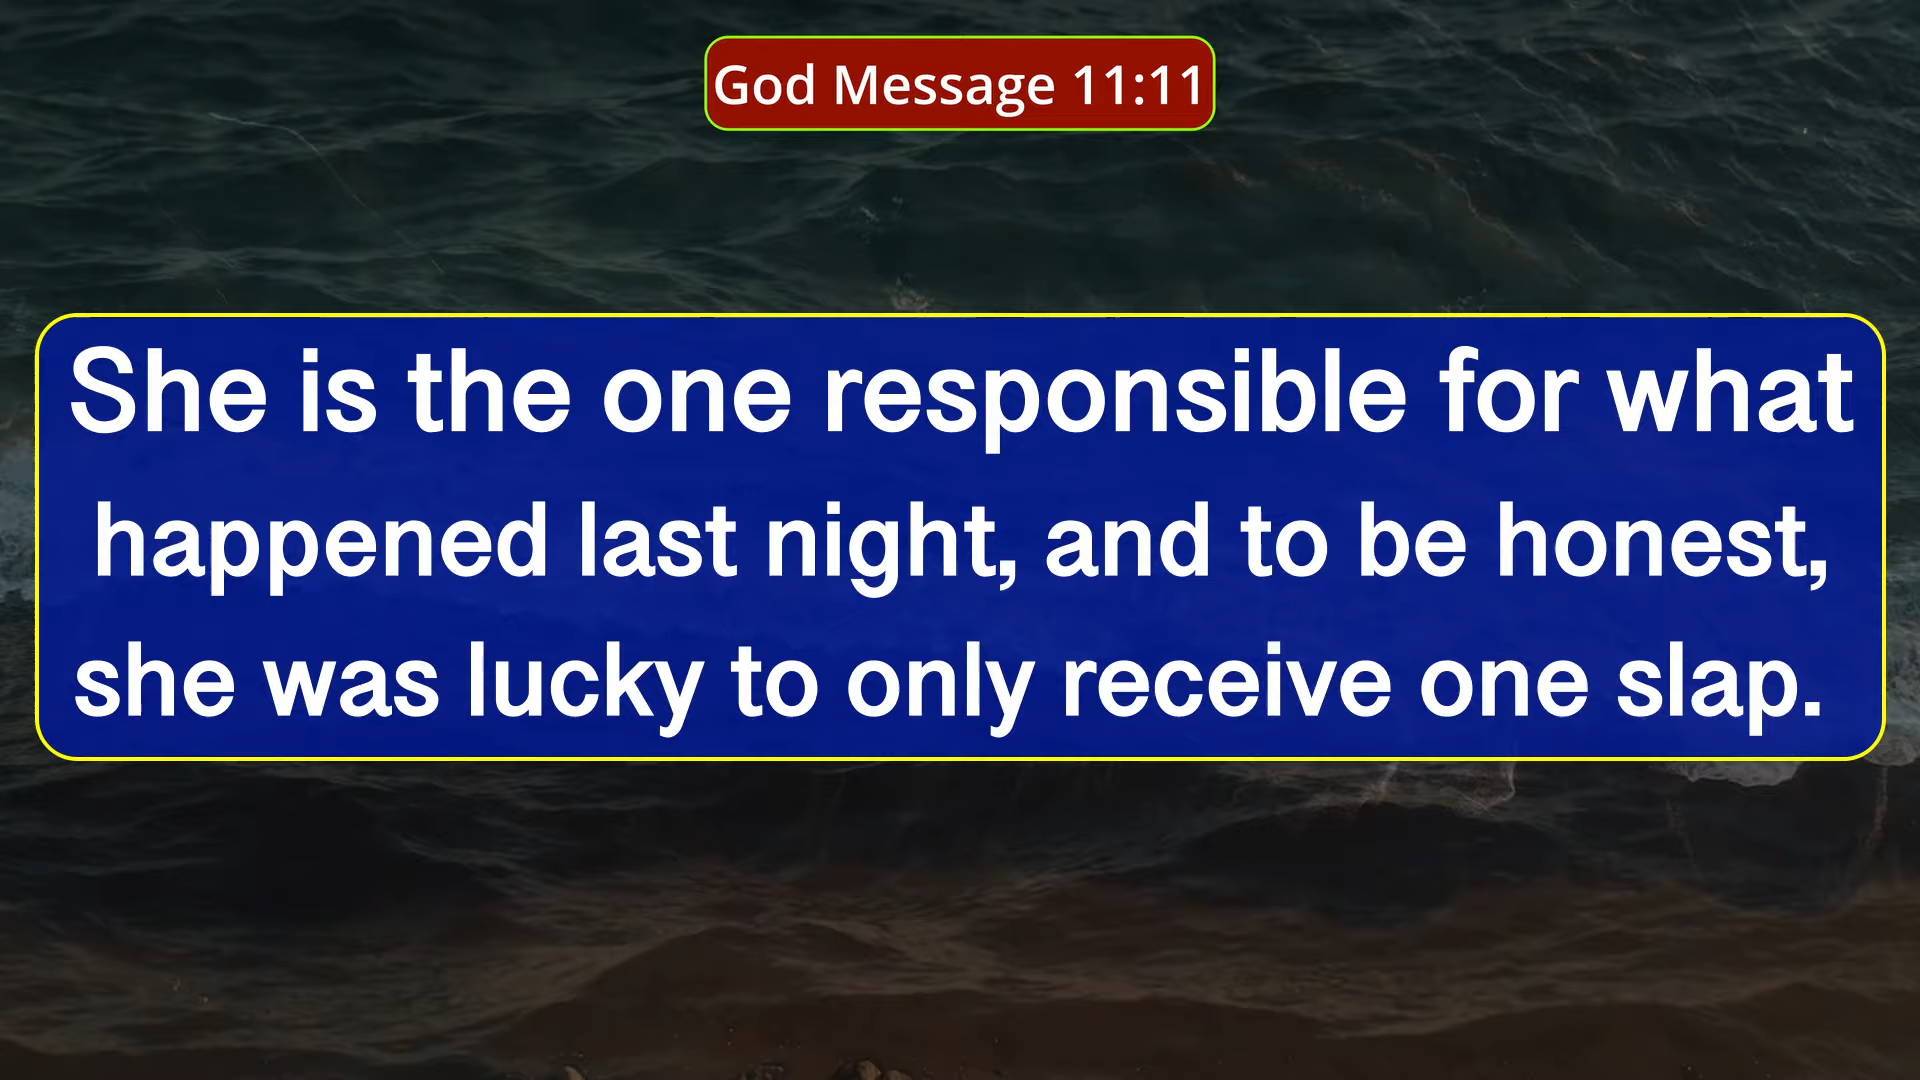 God Message 11:11
She is the one responsible for what
happened last night, and to be honest,
she was lucky to only receive one slap.